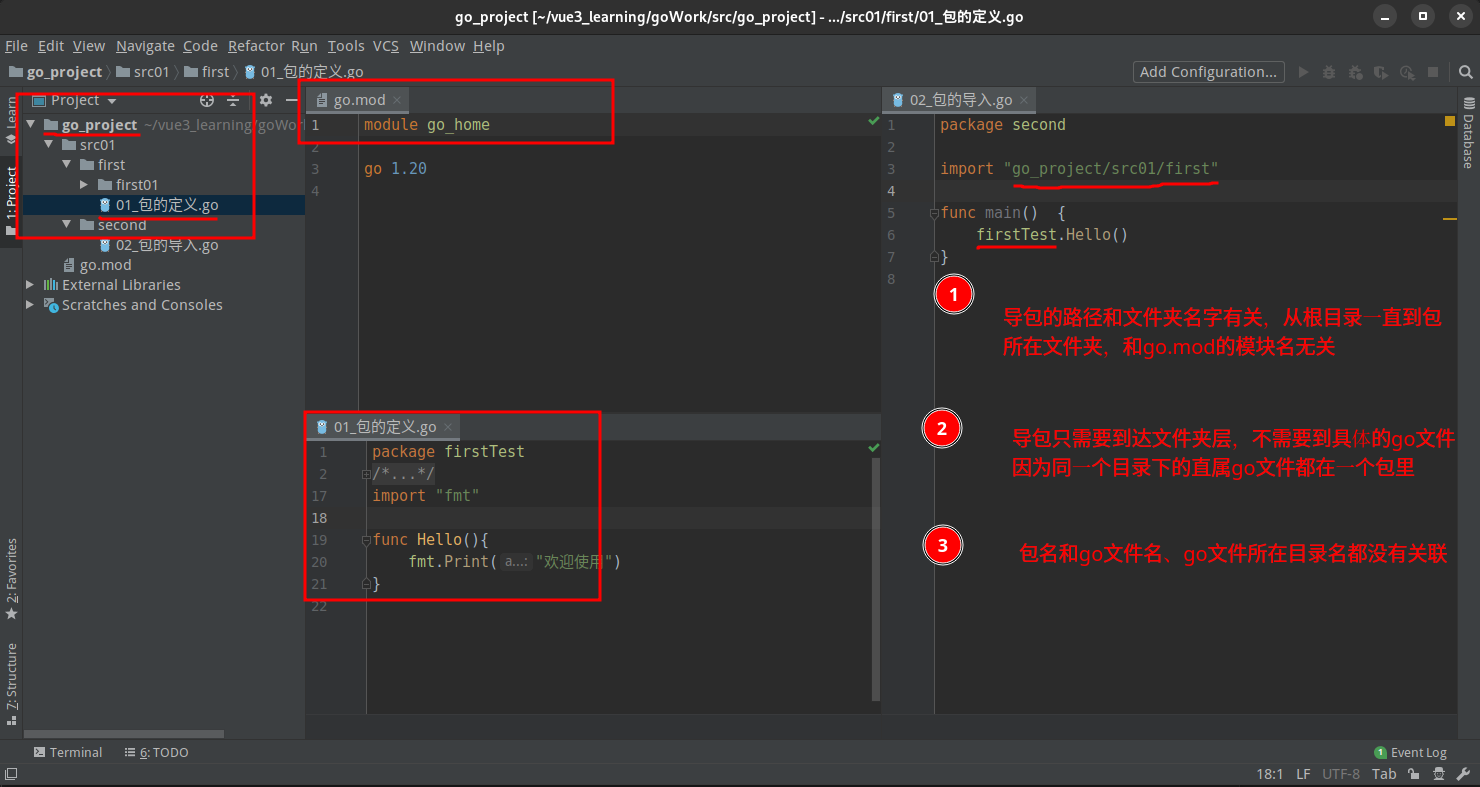 go_project [~/vue3_learning/goWork/src/go_project] - .../src01/first/01_包的定义.go
File Edit View Navigate Code Refactor Run Tools VCS Window Help
go_project src01 first 01_包的定义.go
Add Configuration...
Learn
1: Project
2: Favorites
7: Structure
Project
go_project ~/vue3_learning/goWor
src01
first
first01
01_包的定义.go
second
02_包的导入.go
go.mod
External Libraries
Scratches and Consoles
go.mod
1 module go_home
2
3 go 1.20
4
01_包的定义.go
1 package firstTest
2 /*...*/
17 import "fmt"
18
19 func Hello(){
20 fmt.Print( a...: "欢迎使用")
21 }
22
02_包的导入.go
1 package second
2
3 import "go_project/src01/first"
4
5 func main() {
6 firstTest.Hello()
7 }
8
1
导包的路径和文件夹名字有关，从根目录一直到包
所在文件夹，和go.mod的模块名无关
2
导包只需要到达文件夹层，不需要到具体的go文件
因为同一个目录下的直属go文件都在一个包里
3
包名和go文件名、go文件所在目录名都没有关联
Database
Terminal 6: TODO
1 Event Log
18:1 LF UTF-8 Tab